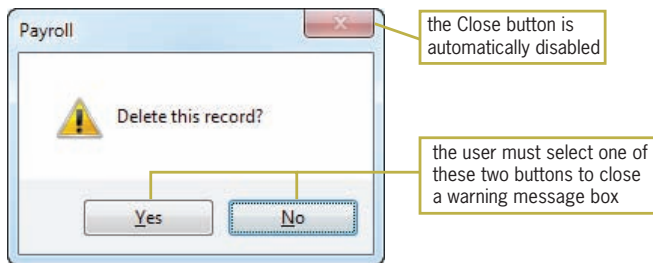 Payroll
the Close button is
automatically disabled
Delete this record?
the user must select one of
these two buttons to close
a warning message box
Yes
No